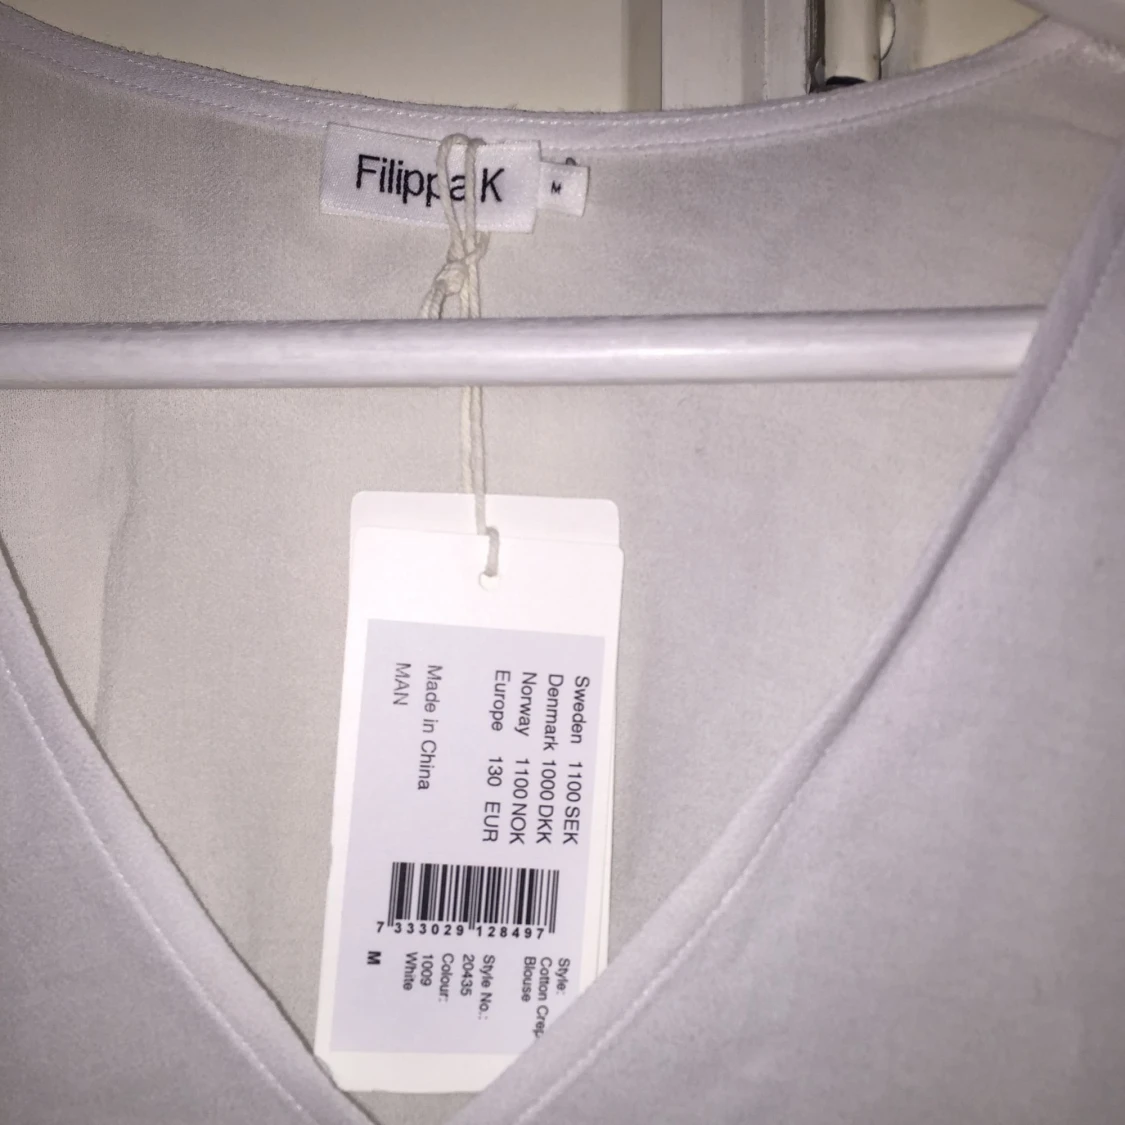 Filippa K
M
Sweden 1100 SEK
Denmark 1000 DKK
Norway 1100 NOK
Europe 130 EUR
Made in China
MAN
7 333029 128497
Style:
Cotton Crep
Blouse
Style No.:
20435
Colour:
1009
White
M